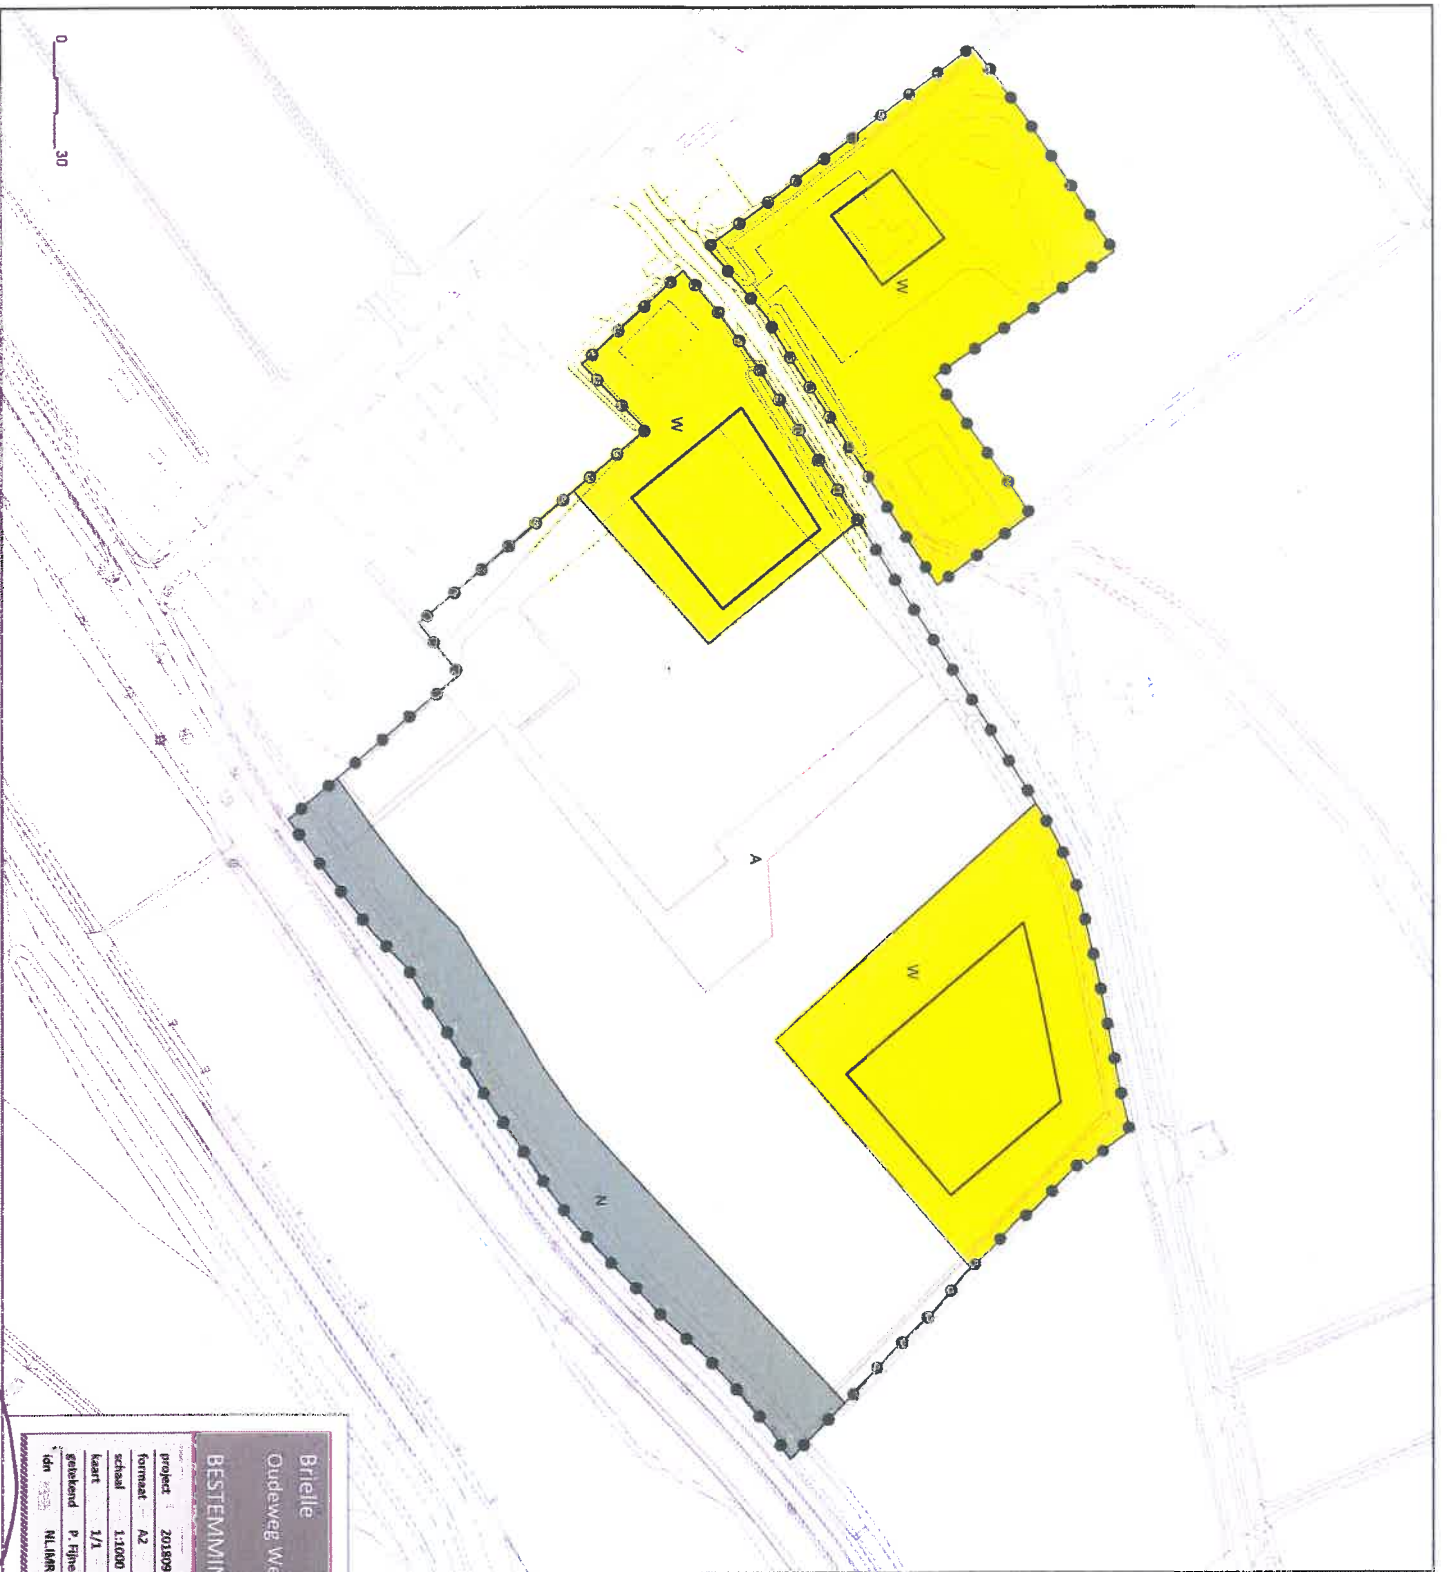 0 30
W
W
A
W
N
Brielle
Oudeweg We
BESTEMMIN
project 201809
formaat A2
schaal 1:1000
kaart 1/1
getekend P. Fijne
idn NL.IMR